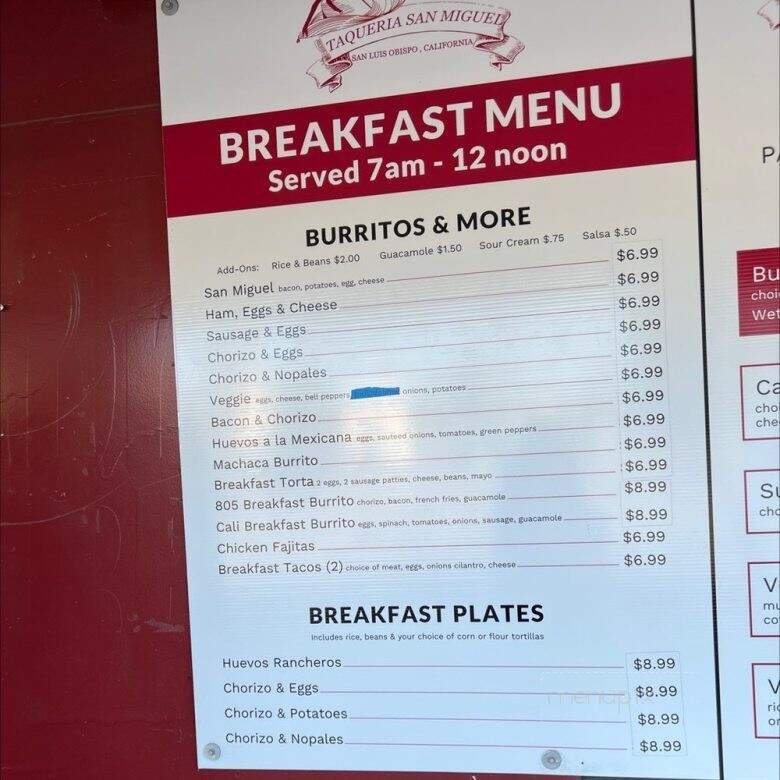 TAQUERIA SAN MIGUEL
SAN LUIS OBISPO, CALIFORNIA
BREAKFAST MENU
Served 7am - 12 noon
BURRITOS & MORE
Add-Ons: Rice & Beans $2.00 Guacamole $1.50 Sour Cream $.75 Salsa $.50
San Miguel bacon, potatoes, egg, cheese $6.99
Ham, Eggs & Cheese $6.99
Sausage & Eggs $6.99
Chorizo & Eggs $6.99
Chorizo & Nopales $6.99
Veggie eggs, cheese, bell peppers, onions, potatoes $6.99
Bacon & Chorizo $6.99
Huevos a la Mexicana eggs, sauteed onions, tomatoes, green peppers $6.99
Machaca Burrito $6.99
Breakfast Torta 2 eggs, 2 sausage patties, cheese, beans, mayo $6.99
805 Breakfast Burrito chorizo, bacon, french fries, guacamole $8.99
Cali Breakfast Burrito eggs, spinach, tomatoes, onions, sausage, guacamole $8.99
Chicken Fajitas $6.99
Breakfast Tacos (2) choice of meat, eggs, onions cilantro, cheese $6.99
BREAKFAST PLATES
Includes rice, beans & your choice of corn or flour tortillas
Huevos Rancheros $8.99
Chorizo & Eggs $8.99
Chorizo & Potatoes $8.99
Chorizo & Nopales $8.99
menupix